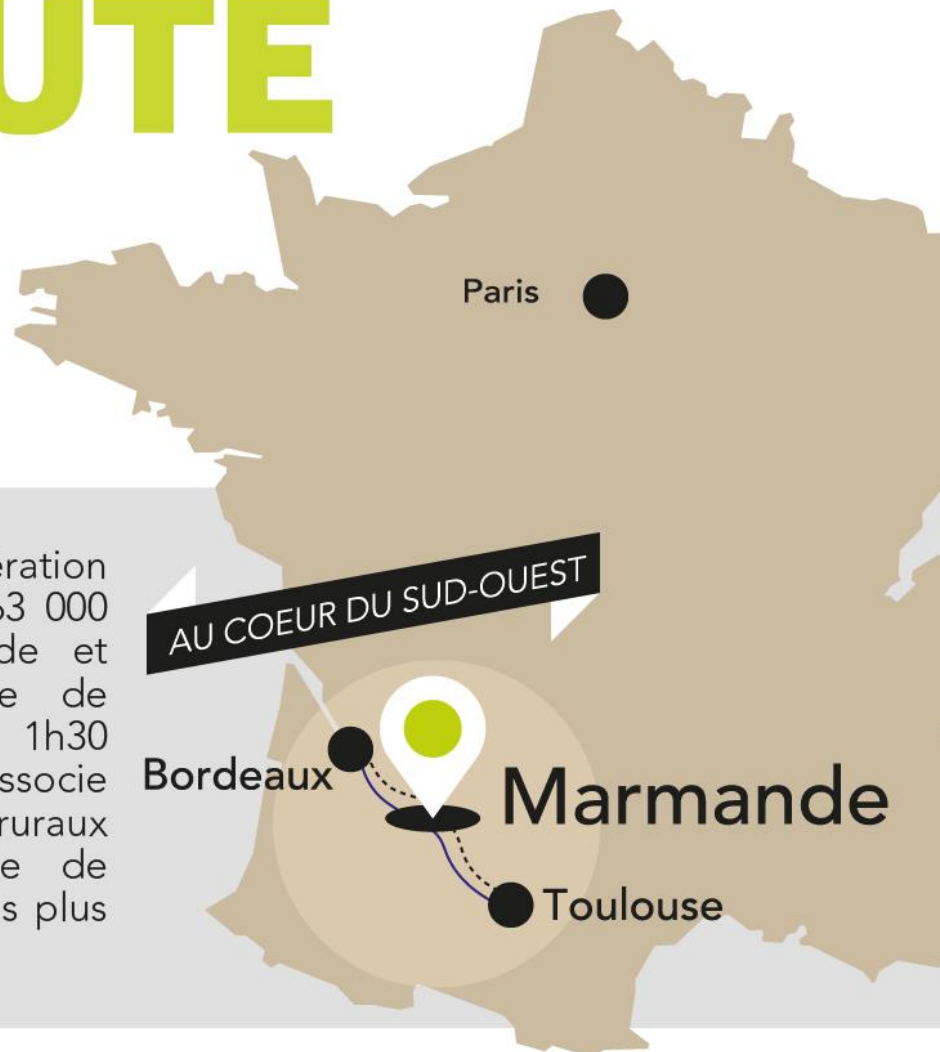 UTE
Paris
AU COEUR DU SUD-OUEST
Bordeaux
Marmande
Toulouse
ération
63 000
de et
e de
1h30
ssocie
ruraux
e de
s plus